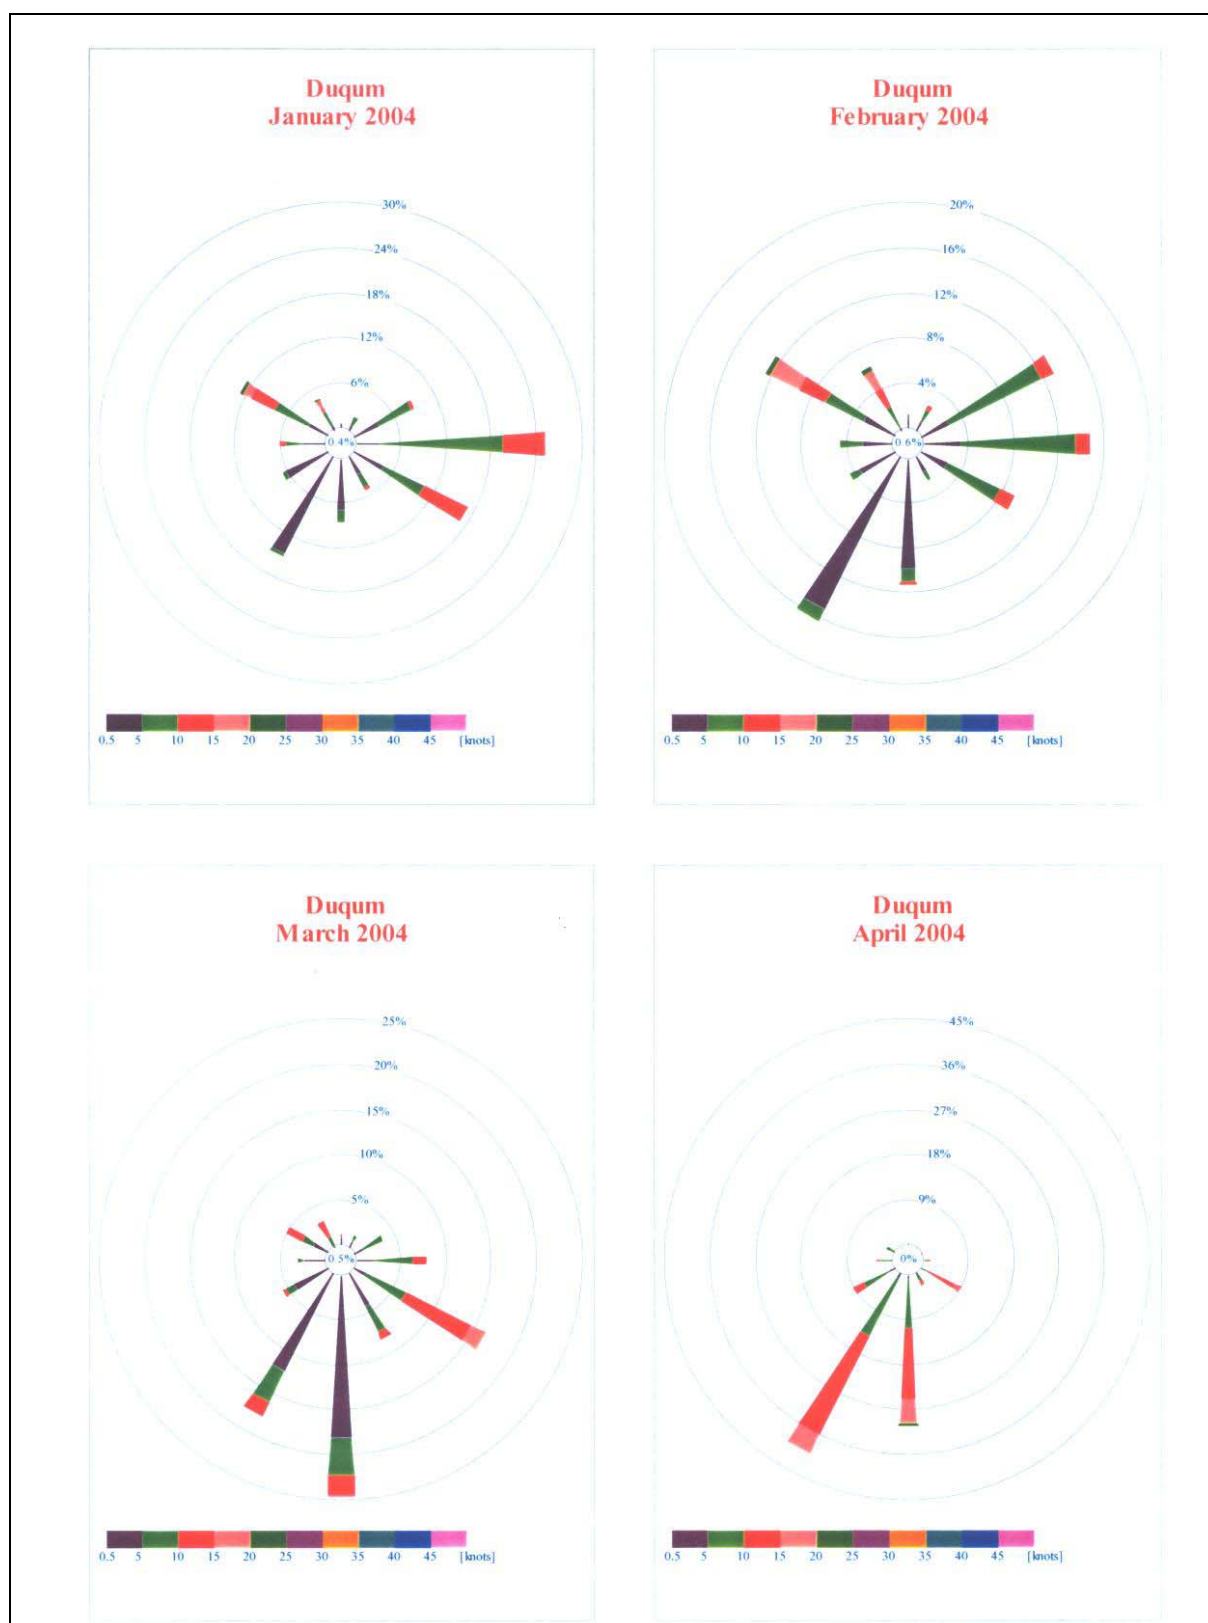 Duqum
January 2004
30%
24%
18%
12%
6%
0.4%
0.5 5 10 15 20 25 30 35 40 45 [knots]
Duqum
February 2004
20%
16%
12%
8%
4%
0.6%
0.5 5 10 15 20 25 30 35 40 45 [knots]
Duqum
March 2004
25%
20%
15%
10%
5%
0.5%
0.5 5 10 15 20 25 30 35 40 45 [knots]
Duqum
April 2004
45%
36%
27%
18%
9%
0%
0.5 5 10 15 20 25 30 35 40 45 [knots]